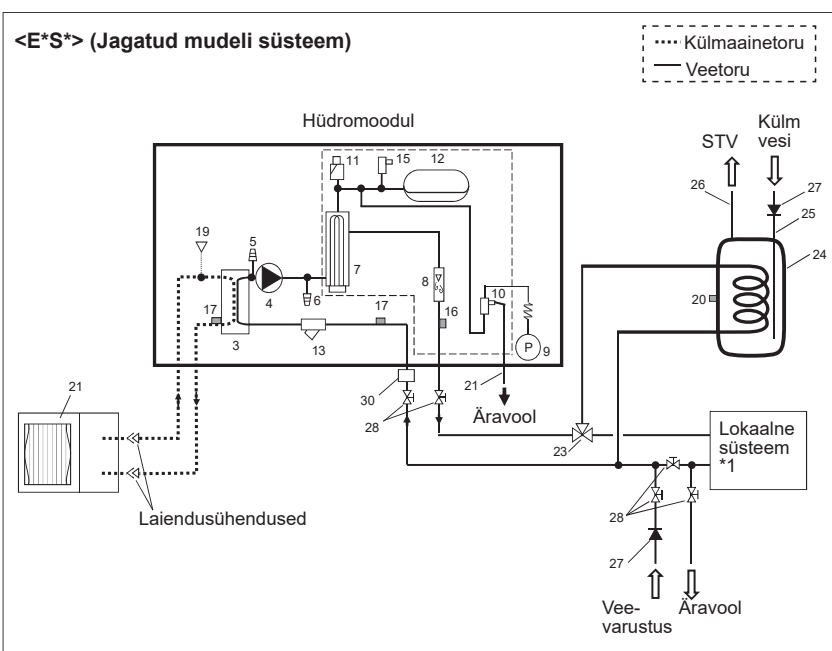 <E*S*> (Jagatud mudeli süsteem)
Külmaainetoru
Veetoru
Hüdromoodul
STV
Külm
vesi
11
15
12
26
27
25
24
19
5
7
8
4
6
17
3
13
17
16
10
P
9
20
21
30
28
21
Äravool
23
Lokaalne
süsteem
*1
Laiendusühendused
28
27
Vee-
varustus
Äravool